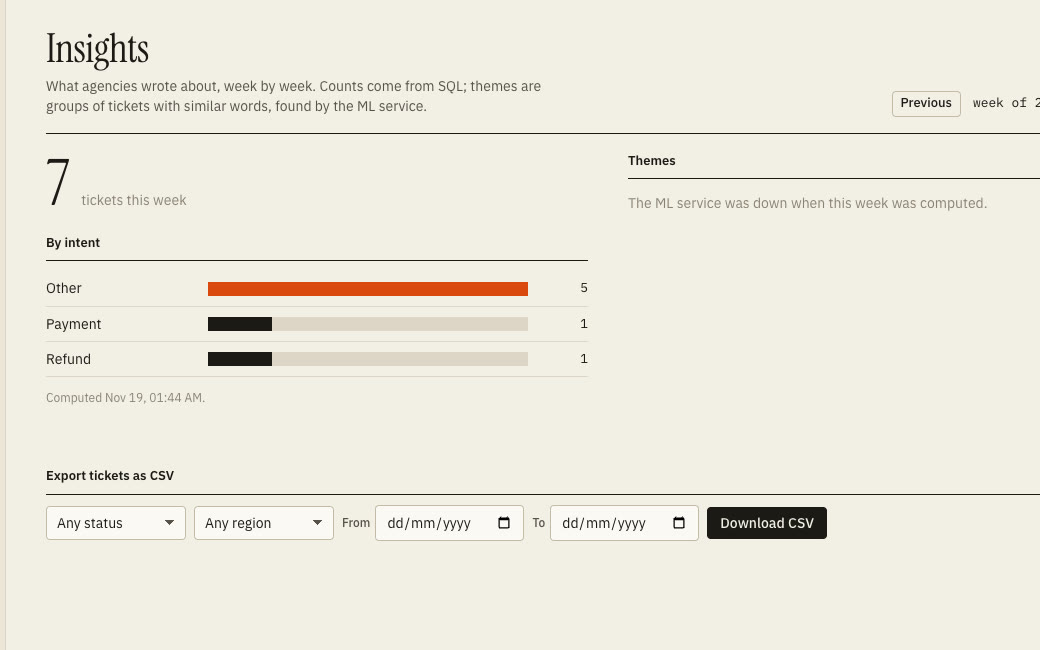 Insights
What agencies wrote about, week by week. Counts come from SQL; themes are
groups of tickets with similar words, found by the ML service.
Previous
week of 2
7 tickets this week
By intent
Other 5
Payment 1
Refund 1
Computed Nov 19, 01:44 AM.
Themes
The ML service was down when this week was computed.
Export tickets as CSV
Any status Any region From dd/mm/yyyy To dd/mm/yyyy Download CSV